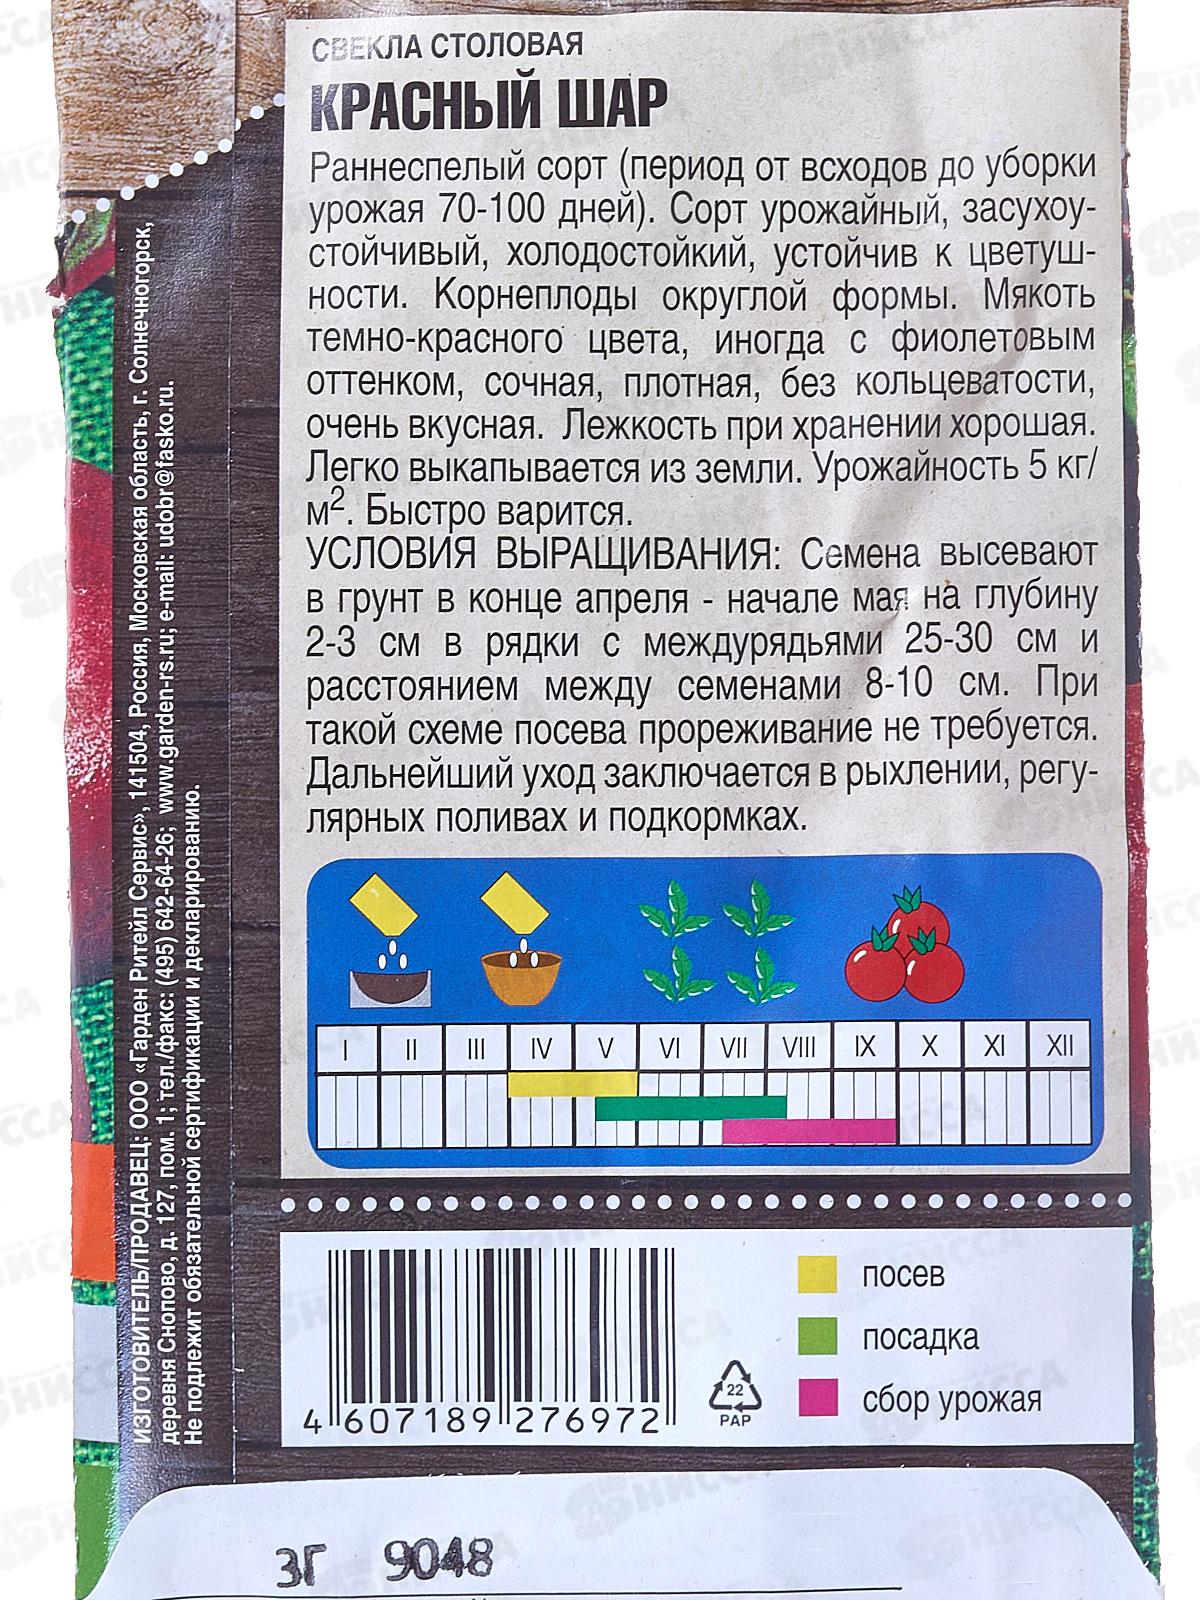 СВЕКЛА СТОЛОВАЯ
КРАСНЫЙ ШАР
Раннеспелый сорт (период от всходов до уборки
урожая 70-100 дней). Сорт урожайный, засухоу-
стойчивый, холодостойкий, устойчив к цветуш-
ности. Корнеплоды округлой формы. Мякоть
темно-красного цвета, иногда с фиолетовым
оттенком, сочная, плотная, без кольцеватости,
очень вкусная. Лежкость при хранении хорошая.
Легко выкапывается из земли. Урожайность 5 кг/
м². Быстро варится.
УСЛОВИЯ ВЫРАЩИВАНИЯ: Семена высевают
в грунт в конце апреля - начале мая на глубину
2-3 см в рядки с междурядьями 25-30 см и
расстоянием между семенами 8-10 см. При
такой схеме посева прореживание не требуется.
Дальнейший уход заключается в рыхлении, регу-
лярных поливах и подкормках.
I II III IV V VI VII VIII IX X XI XII
посев
посадка
сбор урожая
22
PAP
4 607189 276972
ИЗГОТОВИТЕЛЬ/ПРОДАВЕЦ: ООО «Гарден Ритейл Сервис», 141504, Россия, Московская область, г. Солнечногорск,
деревня Снопово, д. 127, пом. 1; тел./факс: (495) 642-64-26; www.garden-rs.ru; e-mail: udobr@fasko.ru.
Не подлежит обязательной сертификации и декларированию.
3Г 9048